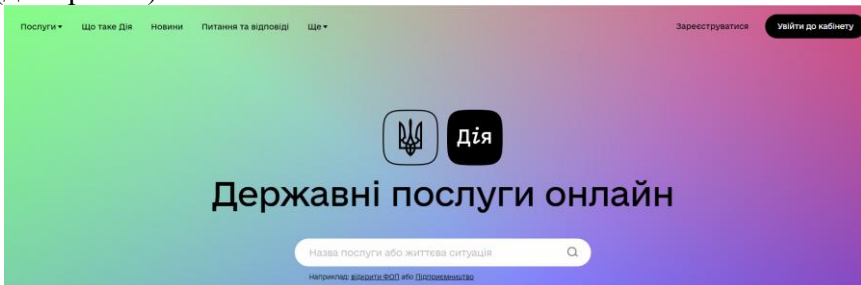 Послуги Що таке Дія Новини Питання та відповіді Ще Зареєструватися Увійти до кабінету
Дія
Державні послуги онлайн
Назва послуги або життєва ситуація
Наприклад: відкрити ФОП або Підприємництво